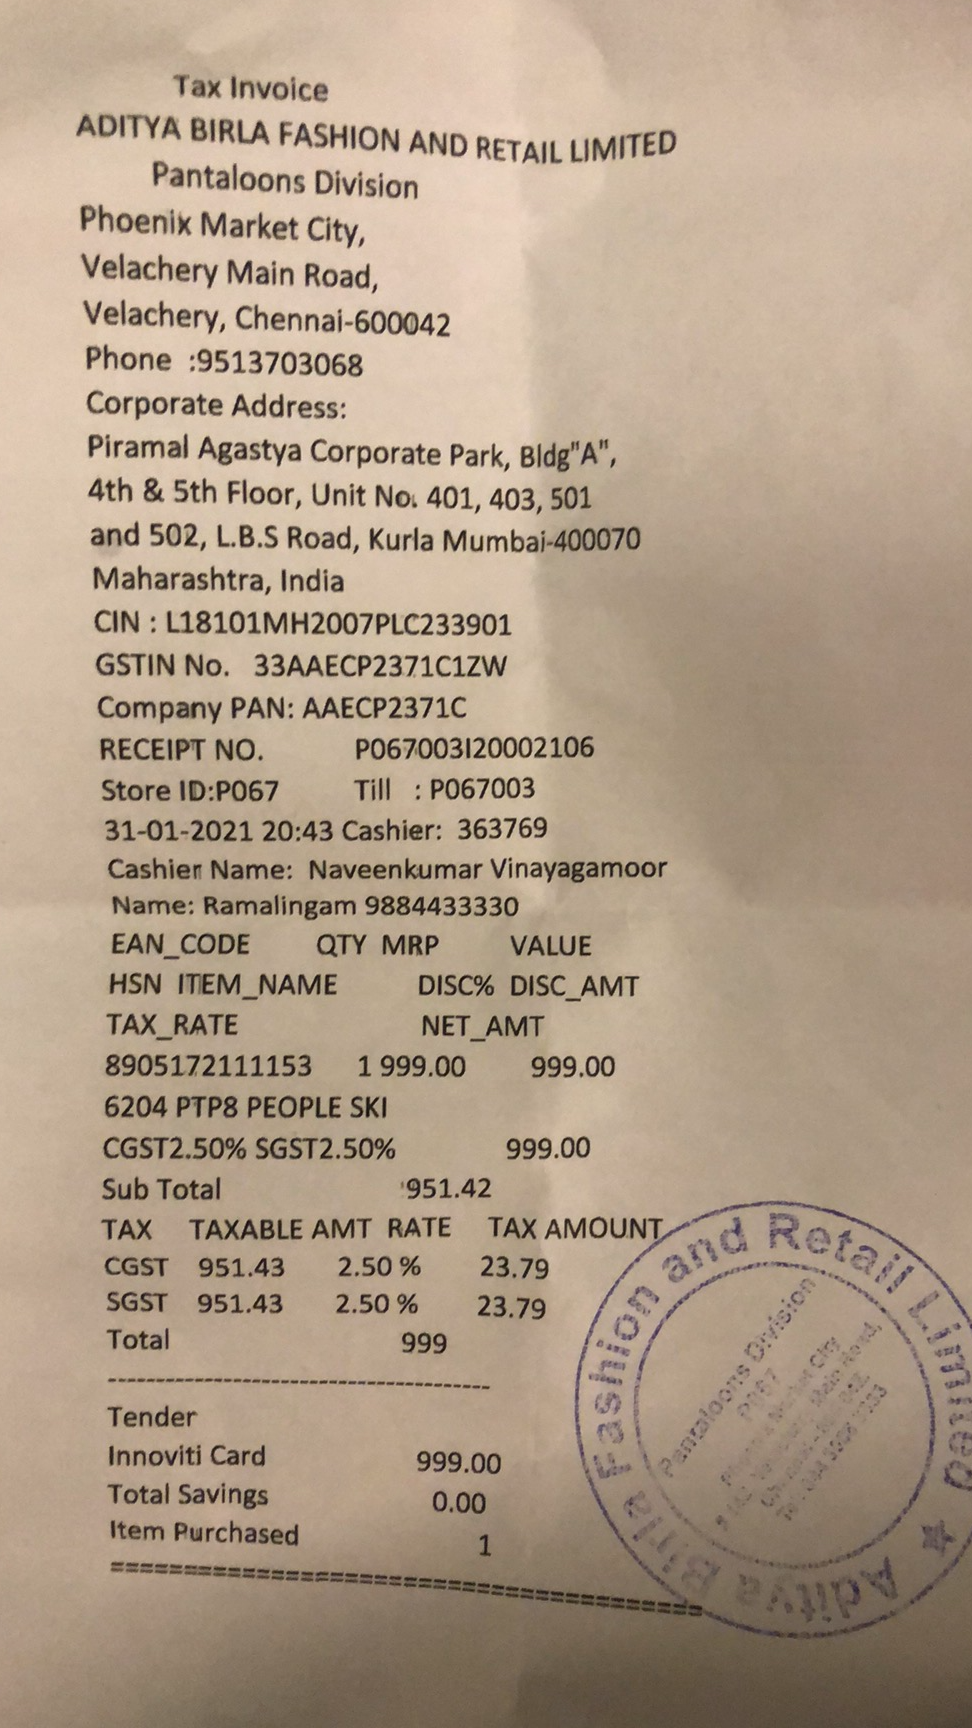 Tax Invoice
ADITYA BIRLA FASHION AND RETAIL LIMITED
Pantaloons Division
Phoenix Market City,
Velachery Main Road,
Velachery, Chennai-600042
Phone :9513703068
Corporate Address:
Piramal Agastya Corporate Park, Bldg"A",
4th & 5th Floor, Unit No. 401, 403, 501
and 502, L.B.S Road, Kurla Mumbai-400070
Maharashtra, India
CIN : L18101MH2007PLC233901
GSTIN No. 33AAECP2371C1ZW
Company PAN: AAECP2371C
RECEIPT NO. P067003I20002106
Store ID:P067 Till : P067003
31-01-2021 20:43 Cashier: 363769
Cashier Name: Naveenkumar Vinayagamoor
Name: Ramalingam 9884433330
EAN_CODE QTY MRP VALUE
HSN ITEM_NAME DISC% DISC_AMT
TAX_RATE NET_AMT
8905172111153 1 999.00 999.00
6204 PTP8 PEOPLE SKI
CGST2.50% SGST2.50% 999.00
Sub Total 951.42
TAX TAXABLE AMT RATE TAX AMOUNT
CGST 951.43 2.50 % 23.79
SGST 951.43 2.50 % 23.79
Total 999
----------------------------------------
Tender
Innoviti Card 999.00
Total Savings 0.00
Item Purchased 1
==================================================
Aditya Birla Fashion and Retail Limited ★
Pantaloons Division
P067